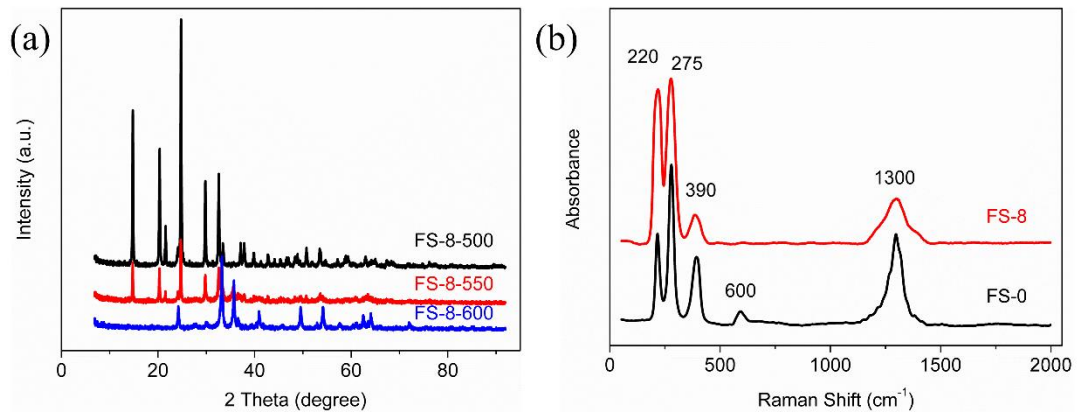 (a)
Intensity (a.u.)
FS-8-500
FS-8-550
FS-8-600
0 20 40 60 80
2 Theta (degree)
(b)
Absorbance
220 275
390
600
1300
FS-8
FS-0
0 500 1000 1500 2000
Raman Shift (cm⁻¹)